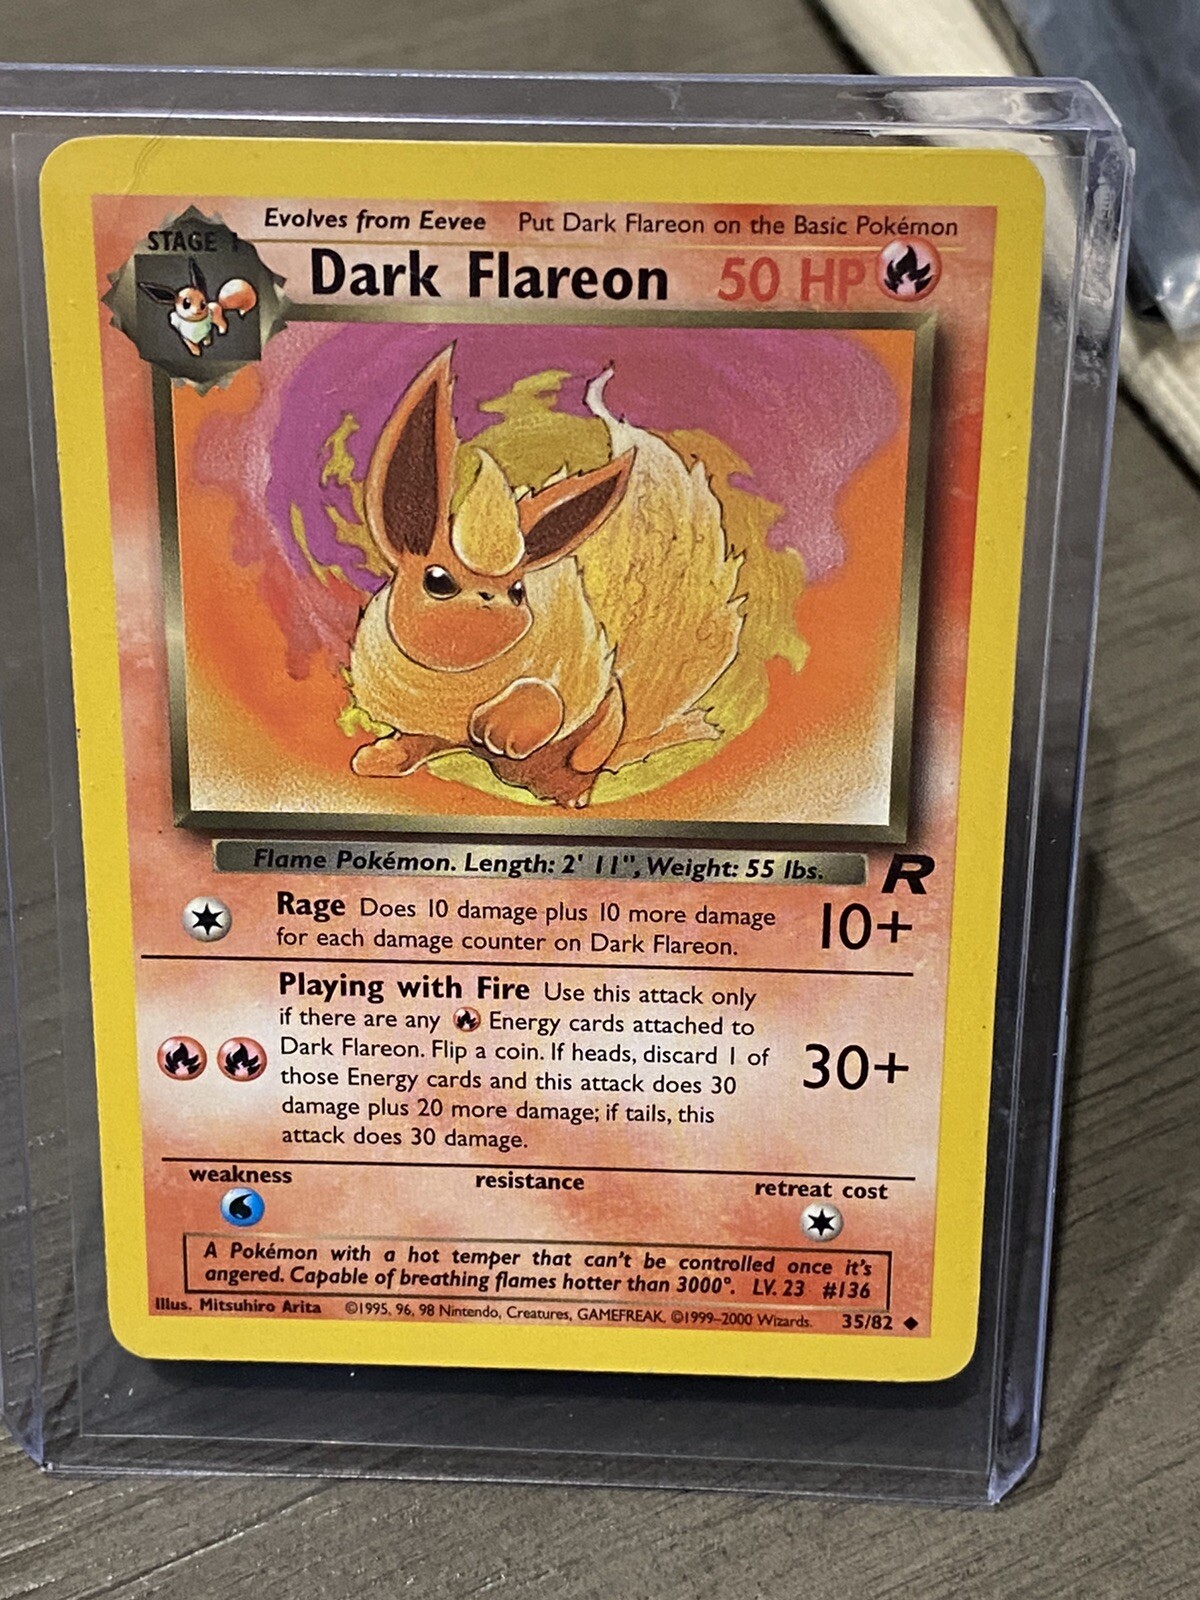 Evolves from Eevee Put Dark Flareon on the Basic Pokémon
STAGE 1
Dark Flareon 50 HP
Flame Pokémon. Length: 2' 11", Weight: 55 lbs.
R
Rage Does 10 damage plus 10 more damage
for each damage counter on Dark Flareon.
10+
Playing with Fire Use this attack only
if there are any Energy cards attached to
Dark Flareon. Flip a coin. If heads, discard 1 of
those Energy cards and this attack does 30
damage plus 20 more damage; if tails, this
attack does 30 damage.
30+
weakness resistance retreat cost
A Pokémon with a hot temper that can't be controlled once it's
angered. Capable of breathing flames hotter than 3000°. LV. 23 #136
Illus. Mitsuhiro Arita ©1995, 96, 98 Nintendo, Creatures, GAMEFREAK. ©1999-2000 Wizards. 35/82